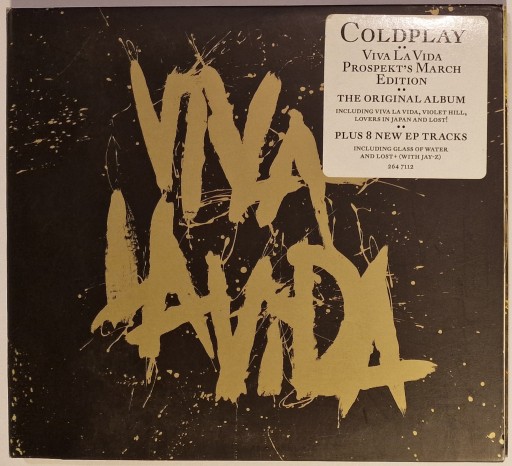 COLDPLAY
VIVA LA VIDA
PROSPEKT'S MARCH
EDITION
THE ORIGINAL ALBUM
INCLUDING VIVA LA VIDA, VIOLET HILL,
LOVERS IN JAPAN AND LOST!
PLUS 8 NEW EP TRACKS
INCLUDING GLASS OF WATER
AND LOST+ (WITH JAY-Z)
264 7112
VIVA
LA VIDA